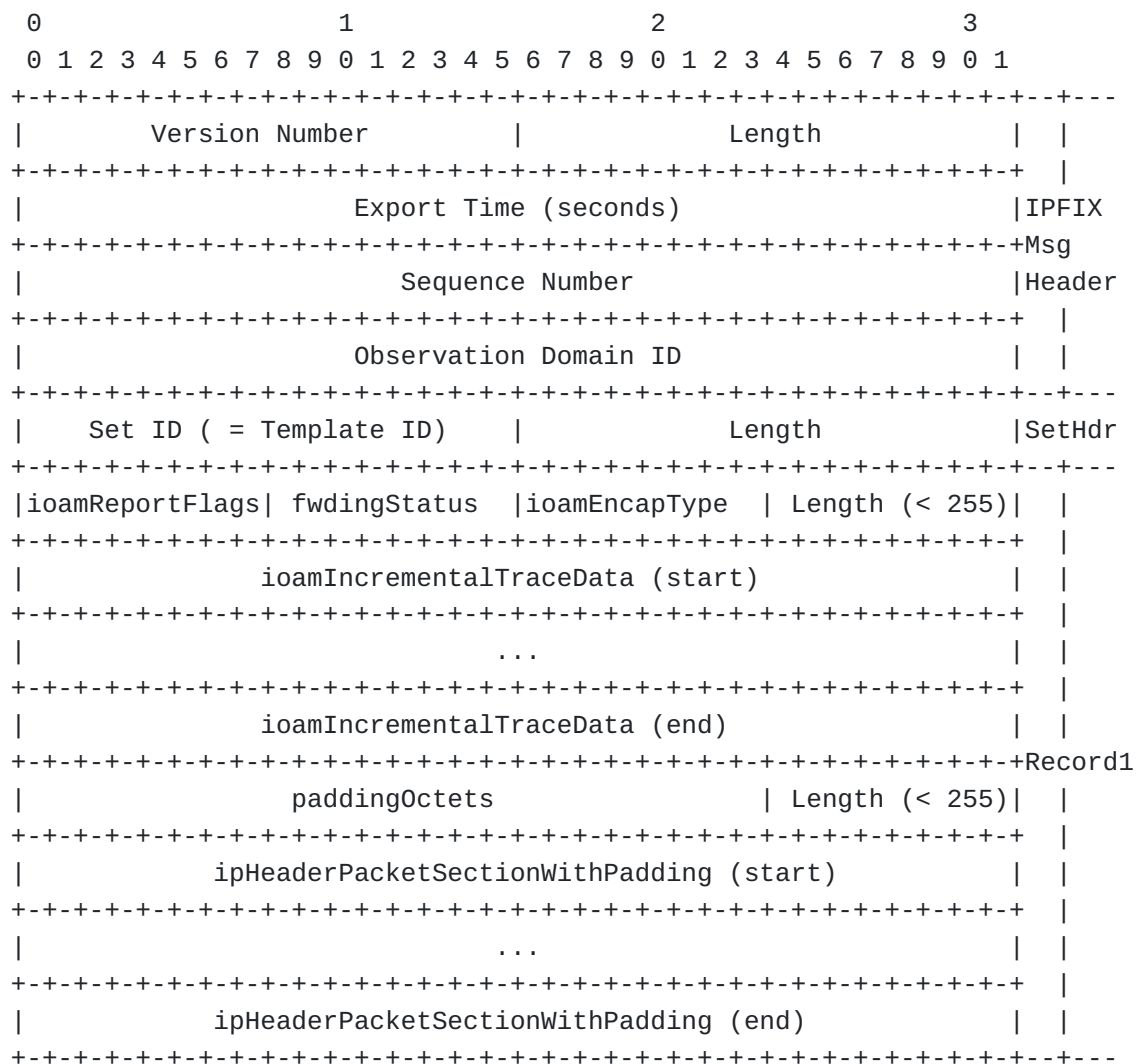 0                   1                   2                   3
 0 1 2 3 4 5 6 7 8 9 0 1 2 3 4 5 6 7 8 9 0 1 2 3 4 5 6 7 8 9 0 1
+-+-+-+-+-+-+-+-+-+-+-+-+-+-+-+-+-+-+-+-+-+-+-+-+-+-+-+-+-+-+-+-+--+---
|        Version Number         |             Length            |  |
+-+-+-+-+-+-+-+-+-+-+-+-+-+-+-+-+-+-+-+-+-+-+-+-+-+-+-+-+-+-+-+-+  |
|                     Export Time (seconds)                     |IPFIX
+-+-+-+-+-+-+-+-+-+-+-+-+-+-+-+-+-+-+-+-+-+-+-+-+-+-+-+-+-+-+-+-+Msg
|                        Sequence Number                        |Header
+-+-+-+-+-+-+-+-+-+-+-+-+-+-+-+-+-+-+-+-+-+-+-+-+-+-+-+-+-+-+-+-+  |
|                     Observation Domain ID                     |  |
+-+-+-+-+-+-+-+-+-+-+-+-+-+-+-+-+-+-+-+-+-+-+-+-+-+-+-+-+-+-+-+-+--+---
|    Set ID ( = Template ID)    |             Length            |SetHdr
+-+-+-+-+-+-+-+-+-+-+-+-+-+-+-+-+-+-+-+-+-+-+-+-+-+-+-+-+-+-+-+-+--+---
|ioamReportFlags| fwdingStatus  |ioamEncapType  | Length (< 255)|  |
+-+-+-+-+-+-+-+-+-+-+-+-+-+-+-+-+-+-+-+-+-+-+-+-+-+-+-+-+-+-+-+-+  |
|               ioamIncrementalTraceData (start)                |  |
+-+-+-+-+-+-+-+-+-+-+-+-+-+-+-+-+-+-+-+-+-+-+-+-+-+-+-+-+-+-+-+-+  |
|                              ...                              |  |
+-+-+-+-+-+-+-+-+-+-+-+-+-+-+-+-+-+-+-+-+-+-+-+-+-+-+-+-+-+-+-+-+  |
|               ioamIncrementalTraceData (end)                  |  |
+-+-+-+-+-+-+-+-+-+-+-+-+-+-+-+-+-+-+-+-+-+-+-+-+-+-+-+-+-+-+-+-+Record1
|                 paddingOctets                 | Length (< 255)|  |
+-+-+-+-+-+-+-+-+-+-+-+-+-+-+-+-+-+-+-+-+-+-+-+-+-+-+-+-+-+-+-+-+  |
|            ipHeaderPacketSectionWithPadding (start)           |  |
+-+-+-+-+-+-+-+-+-+-+-+-+-+-+-+-+-+-+-+-+-+-+-+-+-+-+-+-+-+-+-+-+  |
|                              ...                              |  |
+-+-+-+-+-+-+-+-+-+-+-+-+-+-+-+-+-+-+-+-+-+-+-+-+-+-+-+-+-+-+-+-+  |
|            ipHeaderPacketSectionWithPadding (end)             |  |
+-+-+-+-+-+-+-+-+-+-+-+-+-+-+-+-+-+-+-+-+-+-+-+-+-+-+-+-+-+-+-+-+--+---